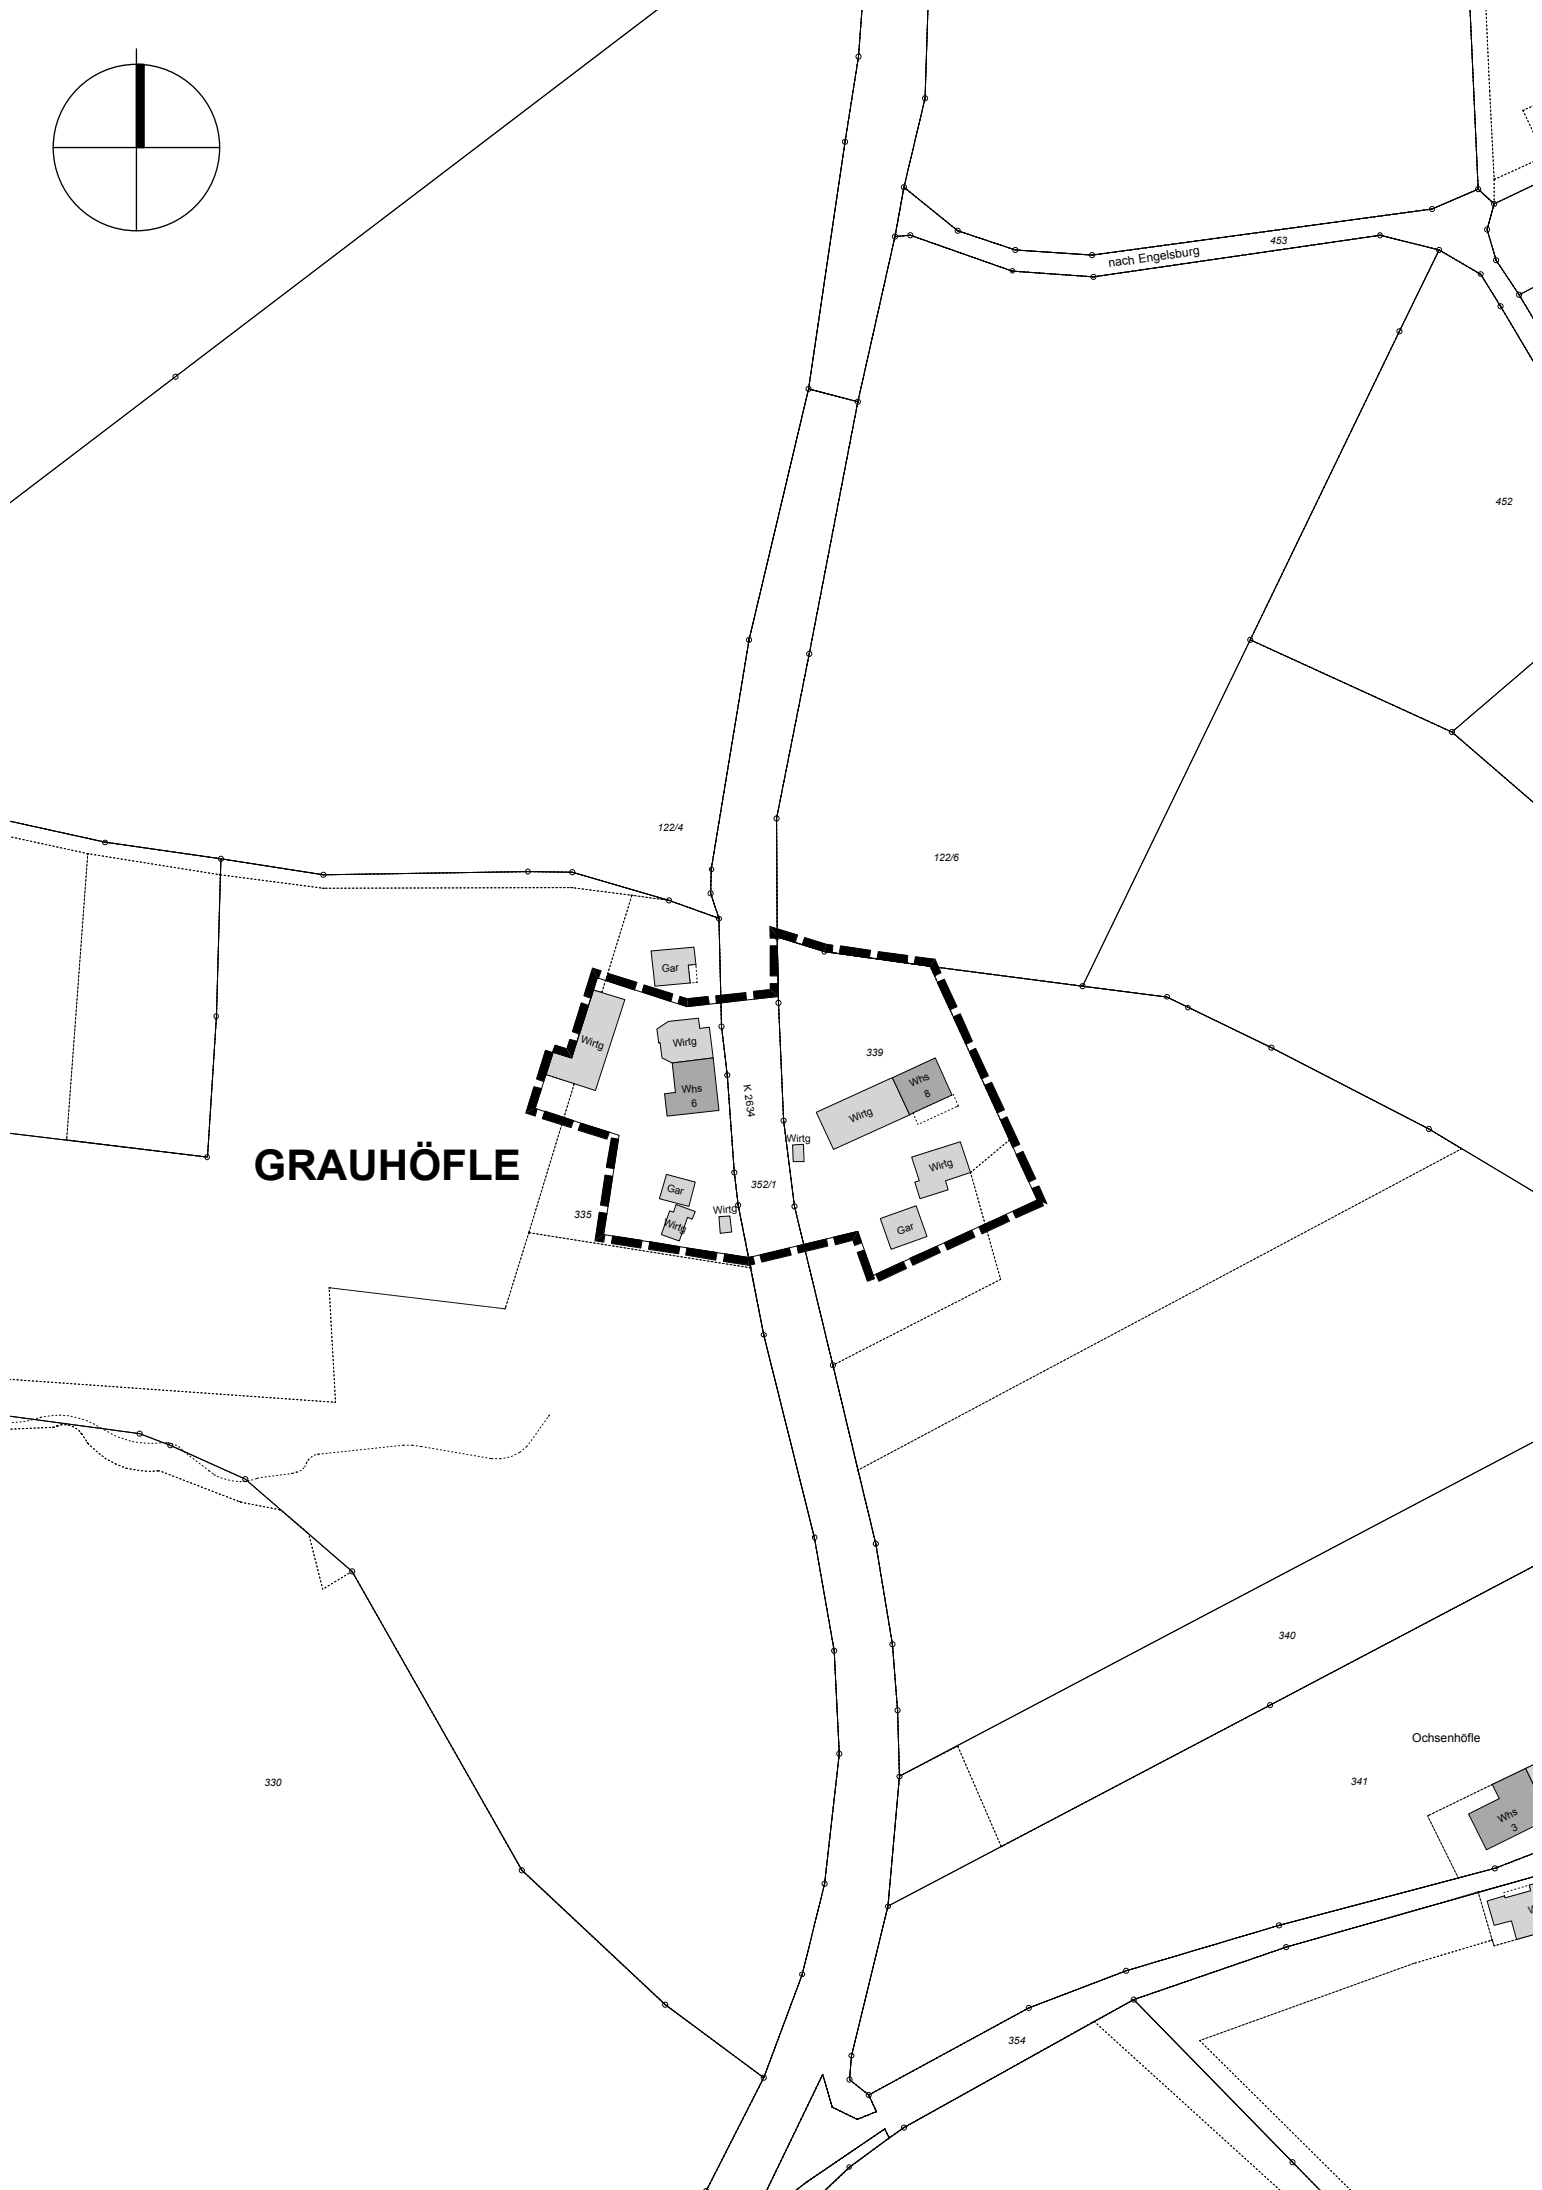 453
nach Engelsburg
452
122/4
122/6
Gar
Wirtg
Wirtg
339
Whs
8
Whs
6
K 2634
Wirtg
Wirtg
GRAUHÖFLE
Wirtg
352/1
Gar
335
Wirtg
Wirtg
Gar
340
Ochsenhöfle
341
330
Whs
3
W
354